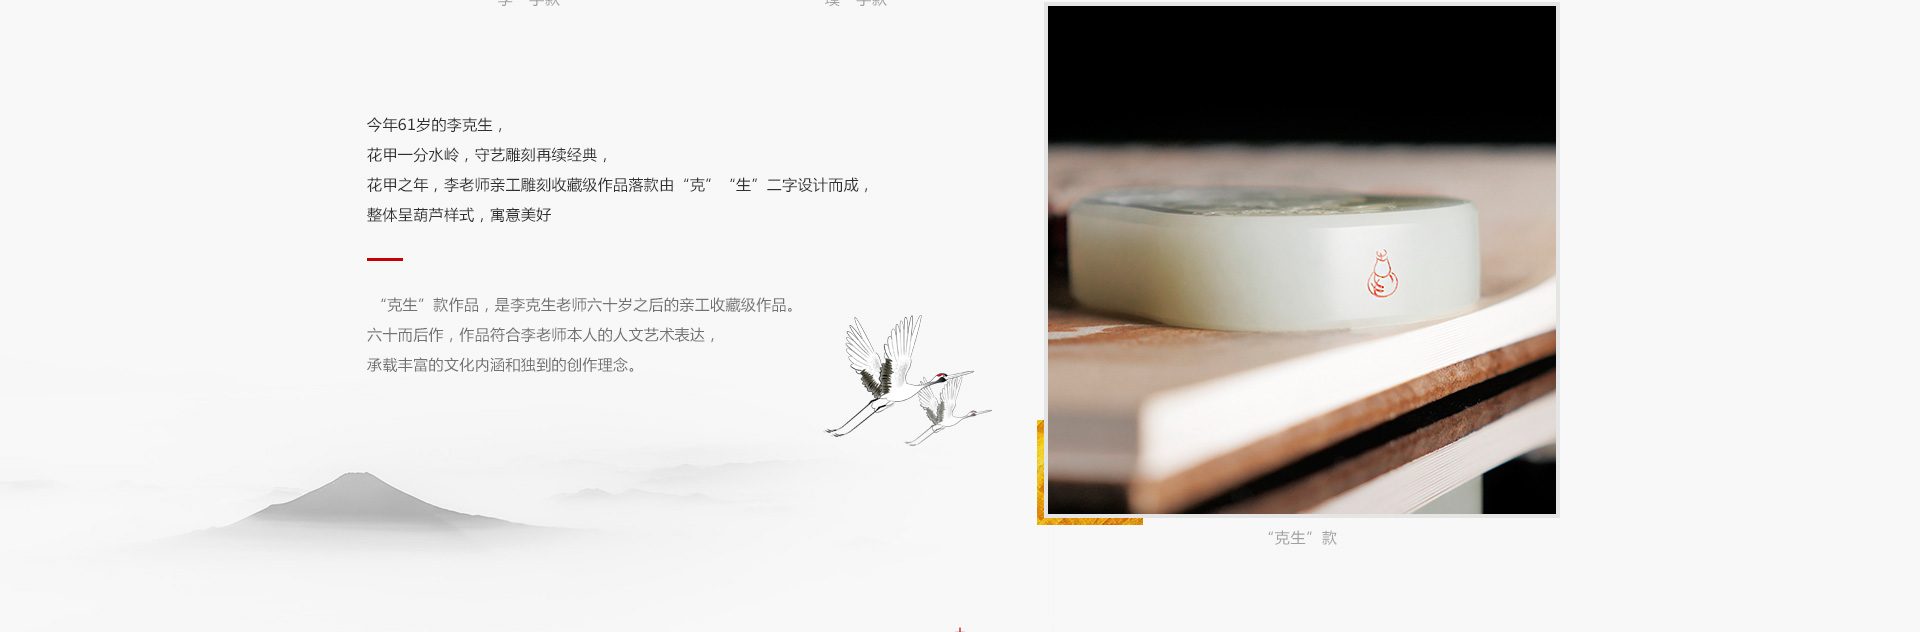 今年61岁的李克生，
花甲一分水岭，守艺雕刻再续经典，
花甲之年，李老师亲工雕刻收藏级作品落款由“克”“生”二字设计而成，
整体呈葫芦样式，寓意美好
“克生”款作品，是李克生老师六十岁之后的亲工收藏级作品。
六十而后作，作品符合李老师本人的人文艺术表达，
承载丰富的文化内涵和独到的创作理念。
“克生”款